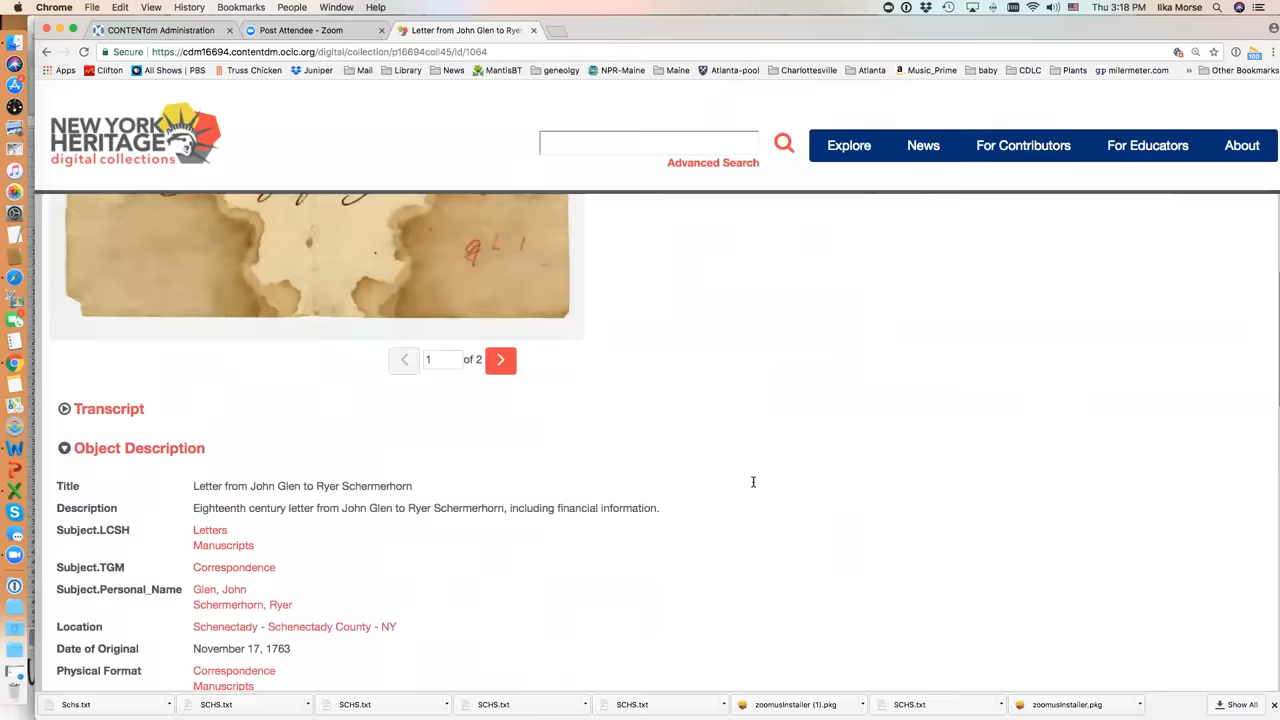 Chrome File Edit View History Bookmarks People Window Help Thu 3:18 PM Ilka Morse
CONTENTdm Administration Post Attendee - Zoom Letter from John Glen to Ryer
Secure https://cdm16694.contentdm.oclc.org/digital/collection/p16694coll45/id/1064
Apps Clifton All Shows | PBS Truss Chicken Juniper Mail Library News MantisBT geneology NPR-Maine Maine Atlanta-pool Charlottesville Atlanta Music_Prime baby CDLC Plants gp milermeter.com » Other Bookmarks
NEW YORK
HERITAGE
digital collections
Advanced Search
Explore News For Contributors For Educators About
1 of 2
Transcript
Object Description
Title Letter from John Glen to Ryer Schermerhorn
Description Eighteenth century letter from John Glen to Ryer Schermerhorn, including financial information.
Subject.LCSH Letters
Manuscripts
Subject.TGM Correspondence
Subject.Personal_Name Glen, John
Schermerhorn, Ryer
Location Schenectady - Schenectady County - NY
Date of Original November 17, 1763
Physical Format Correspondence
Manuscripts
Schs.txt SCHS.txt SCHS.txt SCHS.txt SCHS.txt zoomusInstaller (1).pkg SCHS.txt zoomusInstaller.pkg Show All